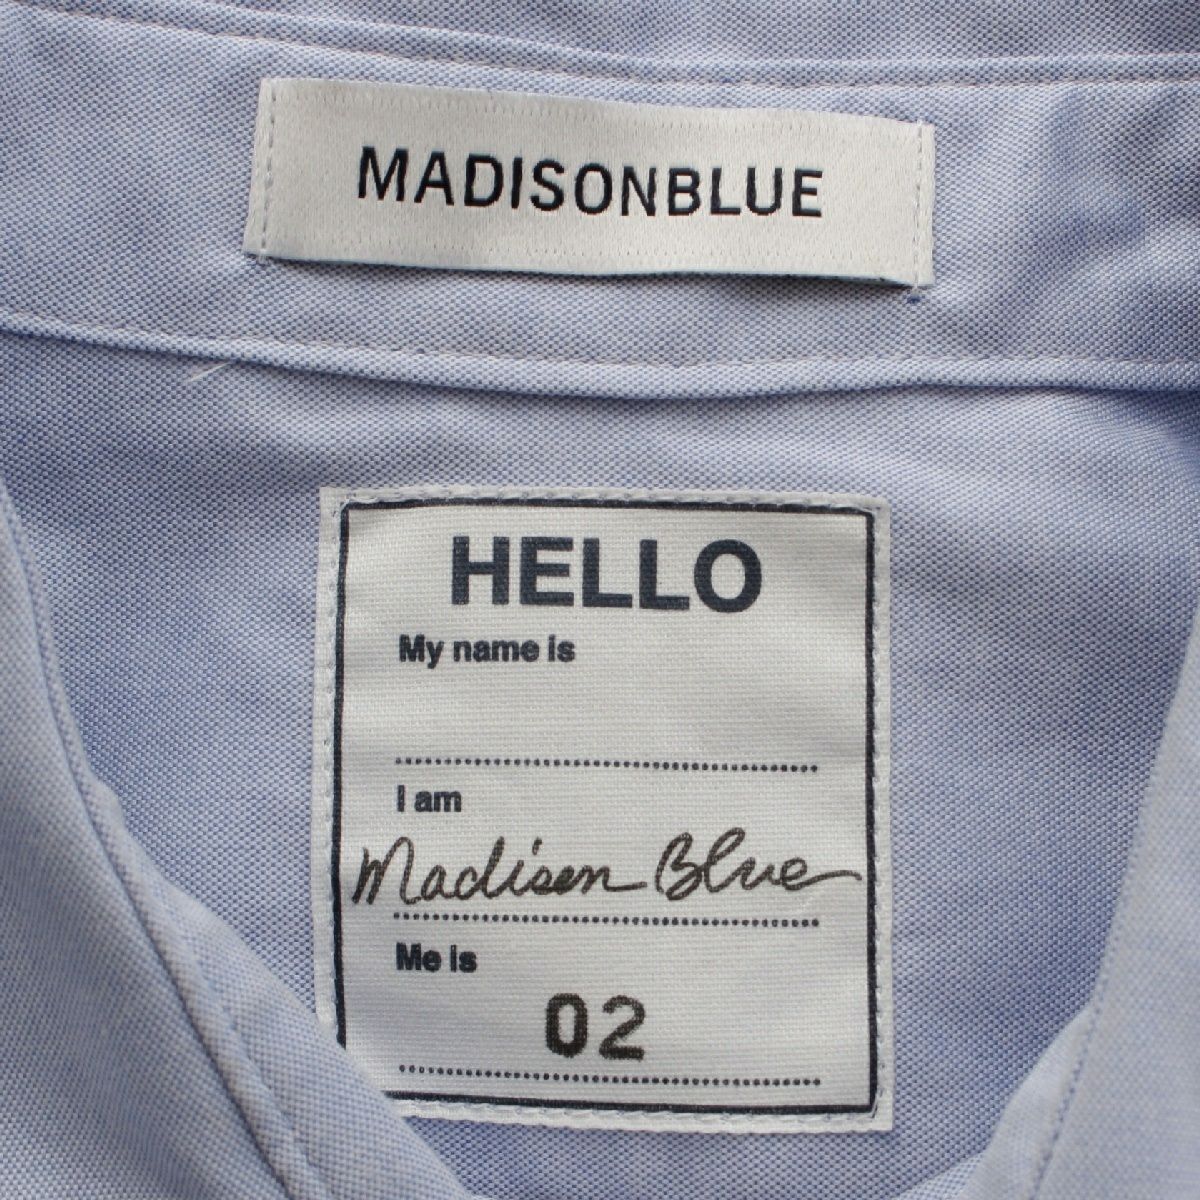 MADISONBLUE
HELLO
My name is
I am
Madison Blue
Me is
02